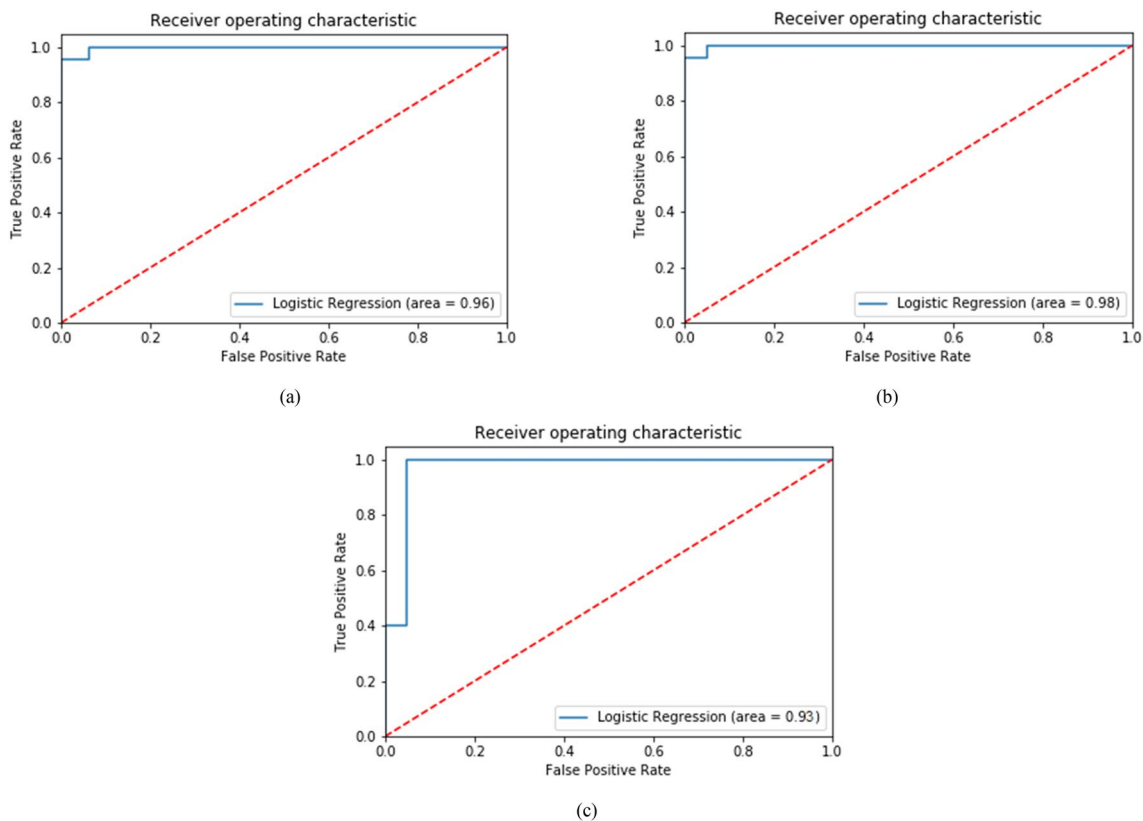 Receiver operating characteristic
1.0
0.8
0.6
0.4
0.2
0.0
True Positive Rate
Logistic Regression (area = 0.96)
0.0 0.2 0.4 0.6 0.8 1.0
False Positive Rate
(a)
Receiver operating characteristic
1.0
0.8
0.6
0.4
0.2
0.0
True Positive Rate
Logistic Regression (area = 0.98)
0.0 0.2 0.4 0.6 0.8 1.0
False Positive Rate
(b)
Receiver operating characteristic
1.0
0.8
0.6
0.4
0.2
0.0
True Positive Rate
Logistic Regression (area = 0.93)
0.0 0.2 0.4 0.6 0.8 1.0
False Positive Rate
(c)